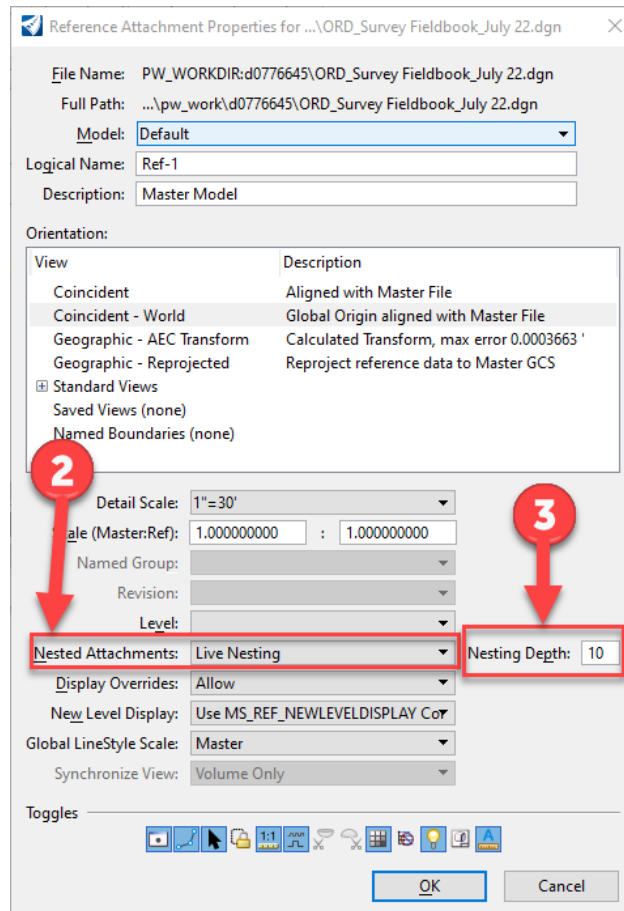 Reference Attachment Properties for ...\ORD_Survey Fieldbook_July 22.dgn
File Name: PW_WORKDIR:d0776645\ORD_Survey Fieldbook_July 22.dgn
Full Path: ...\pw_work\d0776645\ORD_Survey Fieldbook_July 22.dgn
Model: Default
Logical Name: Ref-1
Description: Master Model
Orientation:
View Description
Coincident Aligned with Master File
Coincident - World Global Origin aligned with Master File
Geographic - AEC Transform Calculated Transform, max error 0.0003663 '
Geographic - Reprojected Reproject reference data to Master GCS
Standard Views
Saved Views (none)
Named Boundaries (none)
2
3
Detail Scale: 1"=30'
Scale (Master:Ref): 1.000000000 : 1.000000000
Named Group:
Revision:
Level:
Nested Attachments: Live Nesting Nesting Depth: 10
Display Overrides: Allow
New Level Display: Use MS_REF_NEWLEVELDISPLAY Cor
Global LineStyle Scale: Master
Synchronize View: Volume Only
Toggles
1:1
A
OK Cancel